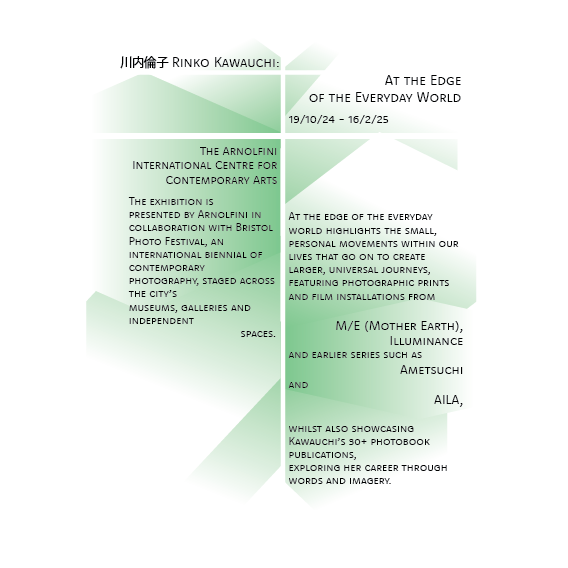 川内倫子 Rinko Kawauchi:
At the Edge
of the Everyday World
19/10/24 – 16/2/25
The Arnolfini
International Centre for
Contemporary Arts
The exhibition is
presented by Arnolfini in
collaboration with Bristol
Photo Festival, an
international biennial of
contemporary
photography, staged across
the city's
museums, galleries and
independent
spaces.
At the edge of the everyday
world highlights the small,
personal movements within our
lives that go on to create
larger, universal journeys,
featuring photographic prints
and film installations from
M/E (Mother Earth),
Illuminance
and earlier series such as
Ametsuchi
and
AILA,
whilst also showcasing
Kawauchi's 30+ photobook
publications,
exploring her career through
words and imagery.